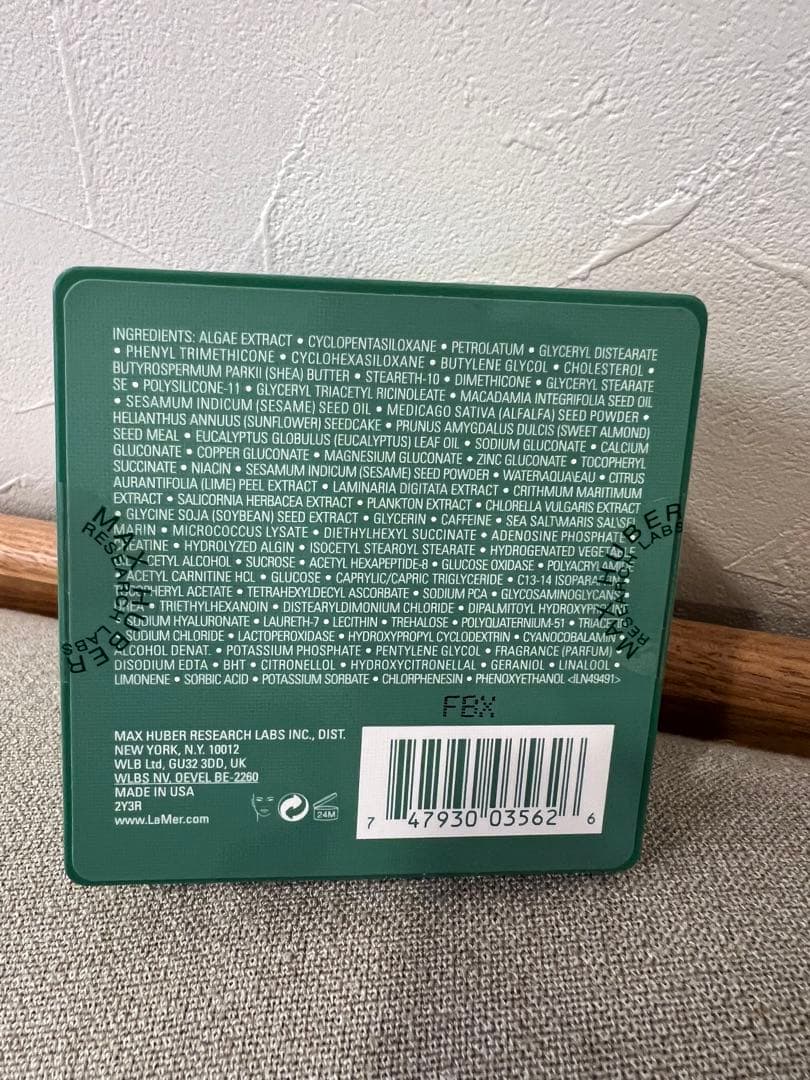 INGREDIENTS: ALGAE EXTRACT • CYCLOPENTASILOXANE • PETROLATUM • GLYCERYL DISTEARATE
• PHENYL TRIMETHICONE • CYCLOHEXASILOXANE • BUTYLENE GLYCOL • CHOLESTEROL •
BUTYROSPERMUM PARKII (SHEA) BUTTER • STEARETH-10 • DIMETHICONE • GLYCERYL STEARATE
SE • POLYSILICONE-11 • GLYCERYL TRIACETYL RICINOLEATE • MACADAMIA INTEGRIFOLIA SEED OIL
• SESAMUM INDICUM (SESAME) SEED OIL • MEDICAGO SATIVA (ALFALFA) SEED POWDER •
HELIANTHUS ANNUUS (SUNFLOWER) SEEDCAKE • PRUNUS AMYGDALUS DULCIS (SWEET ALMOND)
SEED MEAL • EUCALYPTUS GLOBULUS (EUCALYPTUS) LEAF OIL • SODIUM GLUCONATE • CALCIUM
GLUCONATE • COPPER GLUCONATE • MAGNESIUM GLUCONATE • ZINC GLUCONATE • TOCOPHERYL
SUCCINATE • NIACIN • SESAMUM INDICUM (SESAME) SEED POWDER • WATER\AQUA\EAU • CITRUS
AURANTIFOLIA (LIME) PEEL EXTRACT • LAMINARIA DIGITATA EXTRACT • CRITHMUM MARITIMUM
EXTRACT • SALICORNIA HERBACEA EXTRACT • PLANKTON EXTRACT • CHLORELLA VULGARIS EXTRACT
• GLYCINE SOJA (SOYBEAN) SEED EXTRACT • GLYCERIN • CAFFEINE • SEA SALT\MARIS SAL\SEL
MARIN • MICROCOCCUS LYSATE • DIETHYLHEXYL SUCCINATE • ADENOSINE PHOSPHATE
• HYDROLYZED ALGIN • ISOCETYL STEAROYL STEARATE • HYDROGENATED
CETYL ALCOHOL • SUCROSE • ACETYL HEXAPEPTIDE-8 • GLUCOSE OXIDASE
ACETYL CARNITINE HCL • GLUCOSE • CAPRYLIC/CAPRIC TRIGLYCERIDE • C13-14
ACETATE • TETRAHEXYLDECYL ASCORBATE • SODIUM PCA • GLYCOSAMINOGLYCANS
• TRIETHYLHEXANOIN • DISTEARYLDIMONIUM CHLORIDE • DIPALMITOYL
HYALURONATE • LAURETH-7 • LECITHIN • TREHALOSE • POLYQUATERNIUM-51
SODIUM CHLORIDE • LACTOPEROXIDASE • HYDROXYPROPYL CYCLODEXTRIN • CYANOCOBALAMIN
ALCOHOL DENAT. • POTASSIUM PHOSPHATE • PENTYLENE GLYCOL • FRAGRANCE (PARFUM)
DISODIUM EDTA • BHT • CITRONELLOL • HYDROXYCITRONELLAL • GERANIOL • LINALOOL •
LIMONENE • SORBIC ACID • POTASSIUM SORBATE • CHLORPHENESIN • PHENOXYETHANOL <ILN49491>
MAX HUBER
RESEARCH LABS
MAX HUBER
RESEARCH LABS
FBX
MAX HUBER RESEARCH LABS INC., DIST.
NEW YORK, N.Y. 10012
WLB Ltd, GU32 3DD, UK
WLBS NV. OEVEL BE-2260
MADE IN USA
2Y3R
www.LaMer.com
24M
7 47930 03562 6